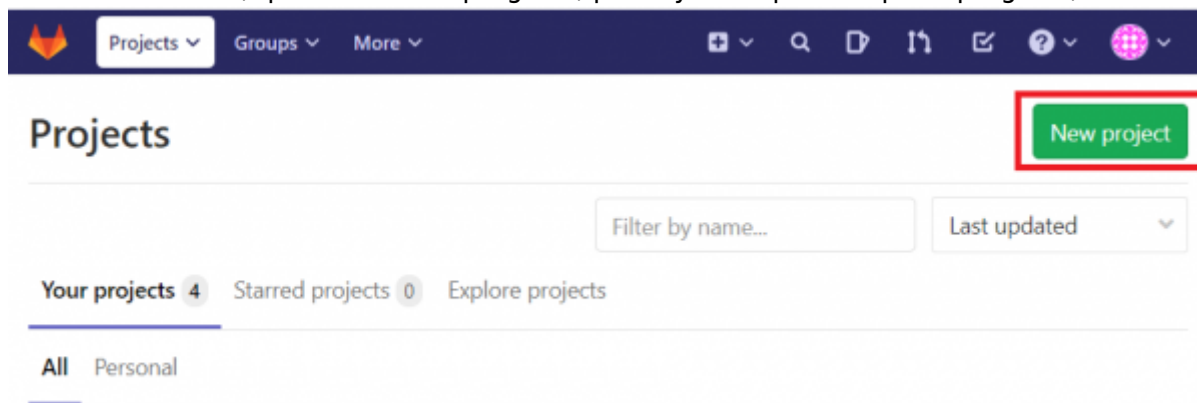 Projects Groups More
Projects
New project
Filter by name...
Last updated
Your projects 4 Starred projects 0 Explore projects
All Personal